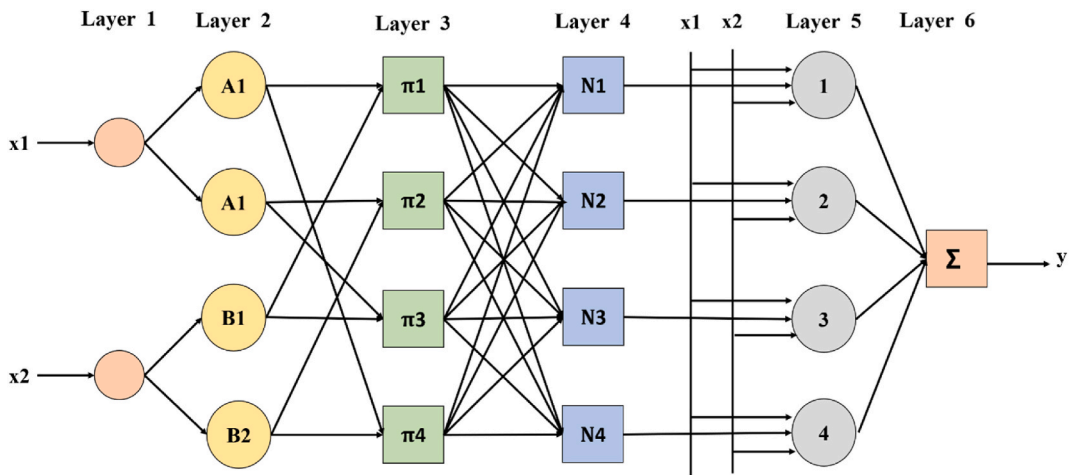 Layer 1 Layer 2 Layer 3 Layer 4 x1 x2 Layer 5 Layer 6
A1 π1 N1 1
x1
A1 π2 N2 2
Σ y
B1 π3 N3 3
x2
B2 π4 N4 4